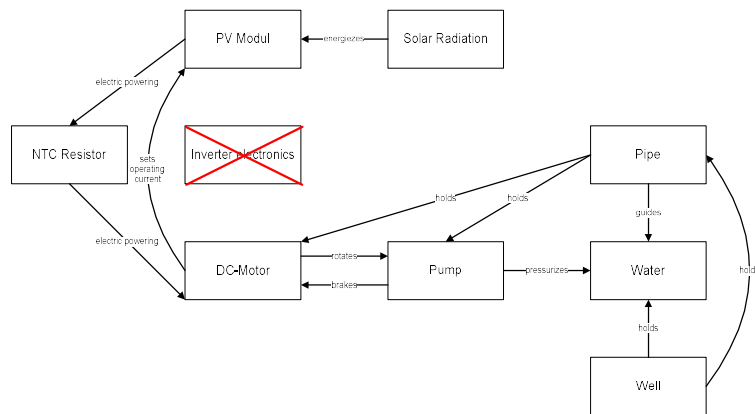 PV Modul
energiezes
Solar Radiation
electric powering
NTC Resistor
sets
operating
current
Inverter electronics
Pipe
holds
holds
guides
electric powering
DC-Motor
rotates
brakes
Pump
pressurizes
Water
hold
holds
Well